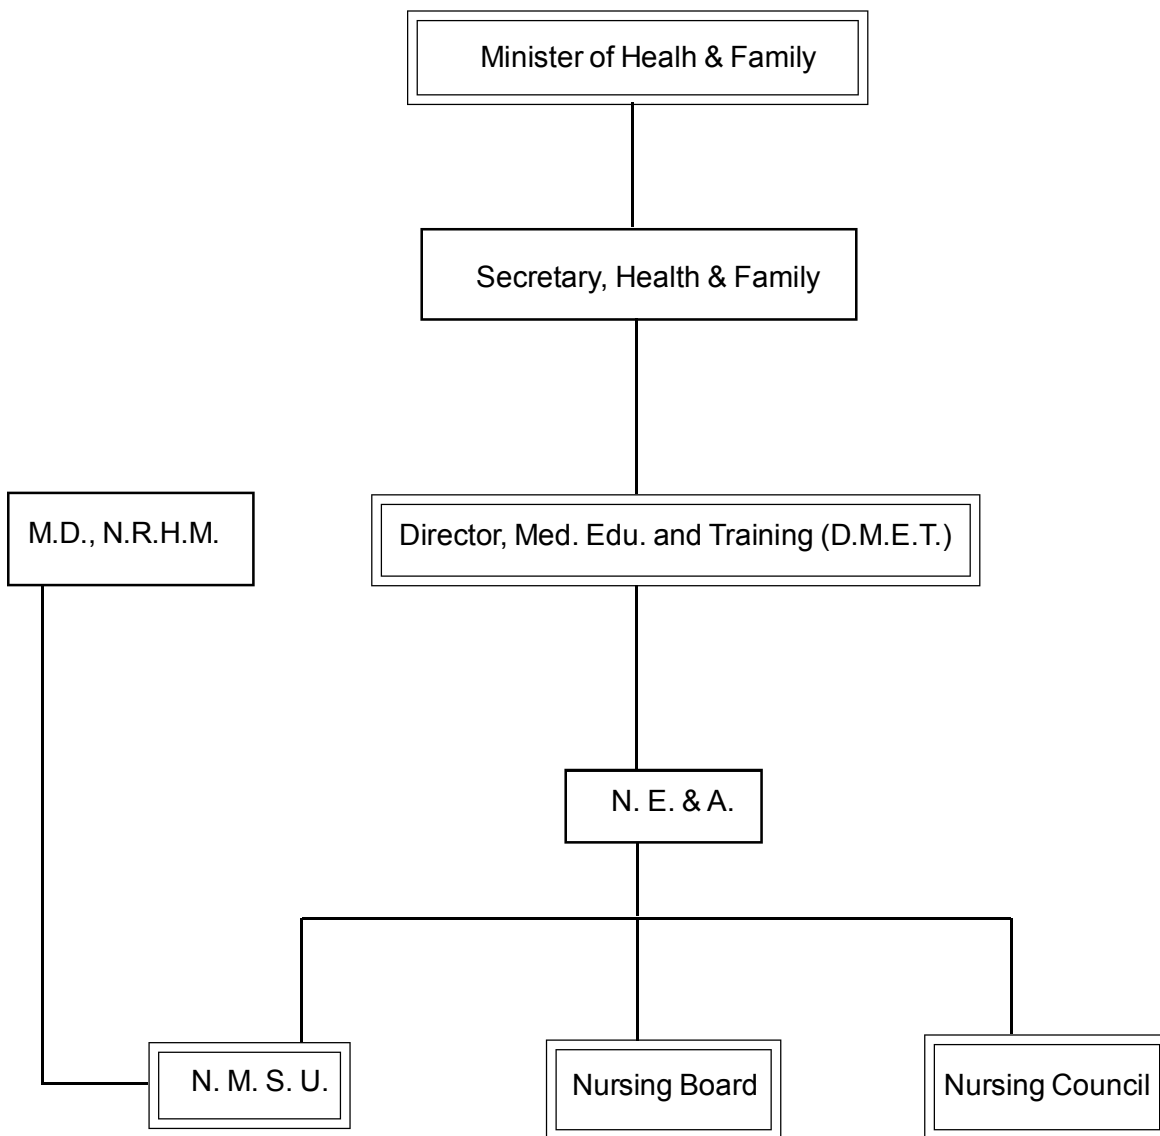 Minister of Healh & Family
Secretary, Health & Family
M.D., N.R.H.M.
Director, Med. Edu. and Training (D.M.E.T.)
N. E. & A.
N. M. S. U.
Nursing Board
Nursing Council